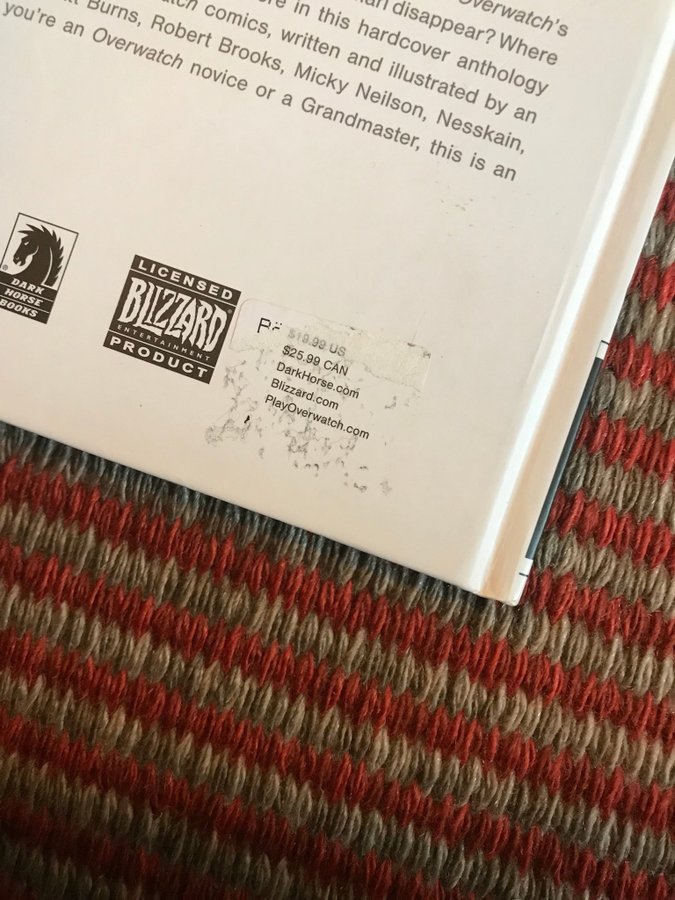 disappear? Where
Overwatch's
in this hardcover anthology
comics, written and illustrated by an
Burns, Robert Brooks, Micky Neilson, Nesskain,
you're an Overwatch novice or a Grandmaster, this is an
DARK
HORSE
BOOKS
LICENSED
BLIZZARD
ENTERTAINMENT
PRODUCT
$19.99 US
$25.99 CAN
DarkHorse.com
Blizzard.com
PlayOverwatch.com